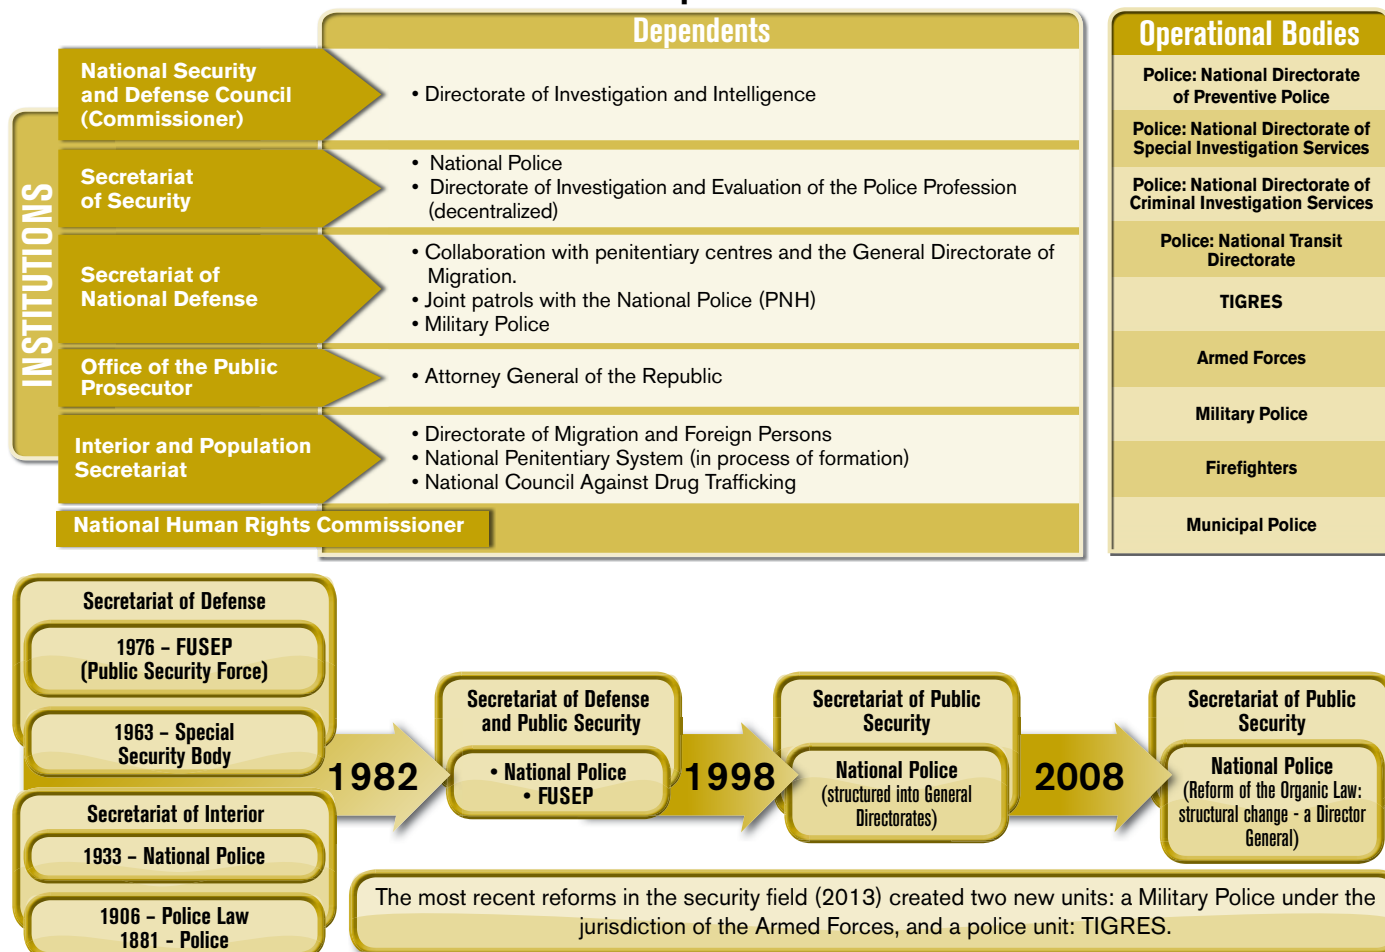 Dependents
INSTITUTIONS
National Security
and Defense Council
(Commissioner)
• Directorate of Investigation and Intelligence
Secretariat
of Security
• National Police
• Directorate of Investigation and Evaluation of the Police Profession
(decentralized)
Secretariat of
National Defense
• Collaboration with penitentiary centres and the General Directorate of
Migration.
• Joint patrols with the National Police (PNH)
• Military Police
Office of the Public
Prosecutor
• Attorney General of the Republic
Interior and Population
Secretariat
• Directorate of Migration and Foreign Persons
• National Penitentiary System (in process of formation)
• National Council Against Drug Trafficking
National Human Rights Commissioner
Operational Bodies
Police: National Directorate
of Preventive Police
Police: National Directorate of
Special Investigation Services
Police: National Directorate of
Criminal Investigation Services
Police: National Transit
Directorate
TIGRES
Armed Forces
Military Police
Firefighters
Municipal Police
Secretariat of Defense
1976 – FUSEP
(Public Security Force)
1963 – Special
Security Body
Secretariat of Interior
1933 – National Police
1906 – Police Law
1881 - Police
1982
Secretariat of Defense
and Public Security
• National Police
• FUSEP
1998
Secretariat of Public
Security
National Police
(structured into General
Directorates)
2008
Secretariat of Public
Security
National Police
(Reform of the Organic Law:
structural change - a Director
General)
The most recent reforms in the security field (2013) created two new units: a Military Police under the
jurisdiction of the Armed Forces, and a police unit: TIGRES.